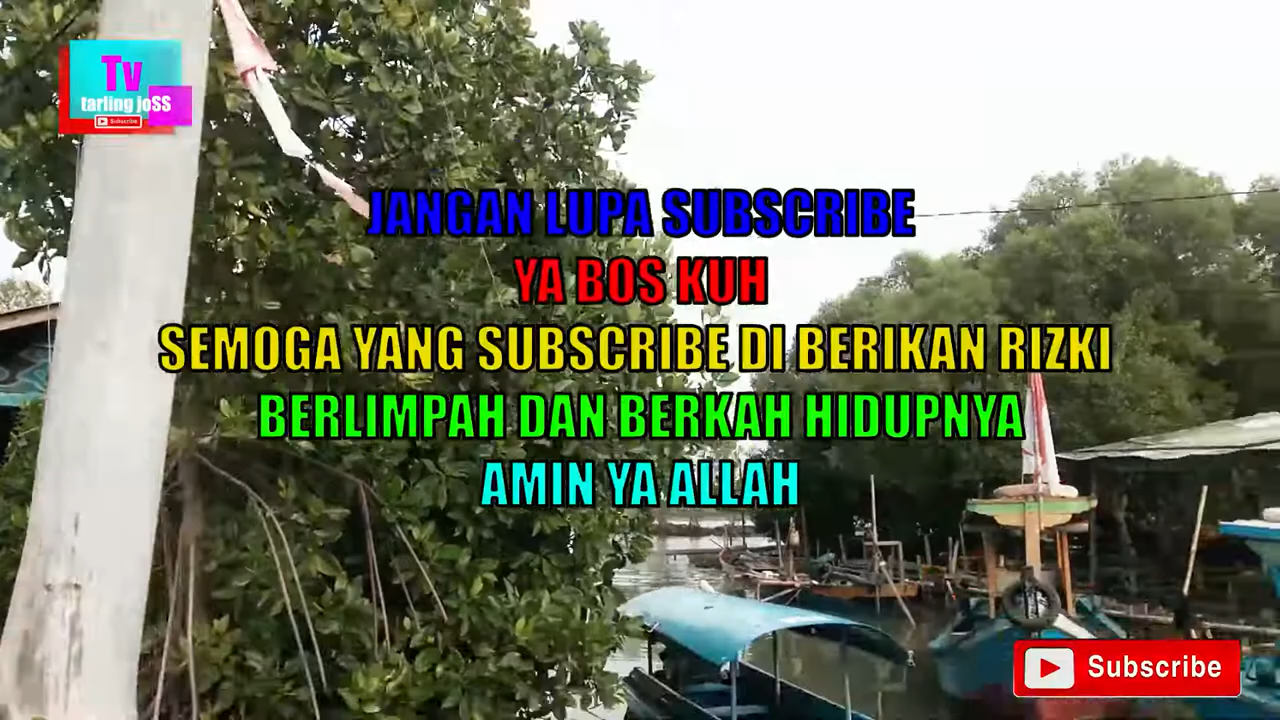 Tv
tarling joSS
Subscribe
JANGAN LUPA SUBSCRIBE
YA BOS KUH
SEMOGA YANG SUBSCRIBE DI BERIKAN RIZKI
BERLIMPAH DAN BERKAH HIDUPNYA
AMIN YA ALLAH
Subscribe